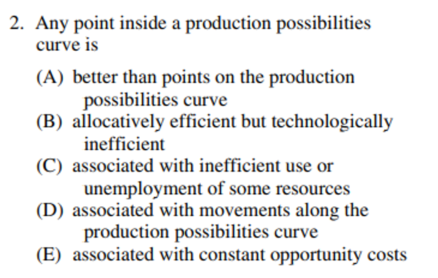 2. Any point inside a production possibilities
curve is
(A) better than points on the production
possibilities curve
(B) allocatively efficient but technologically
inefficient
(C) associated with inefficient use or
unemployment of some resources
(D) associated with movements along the
production possibilities curve
(E) associated with constant opportunity costs